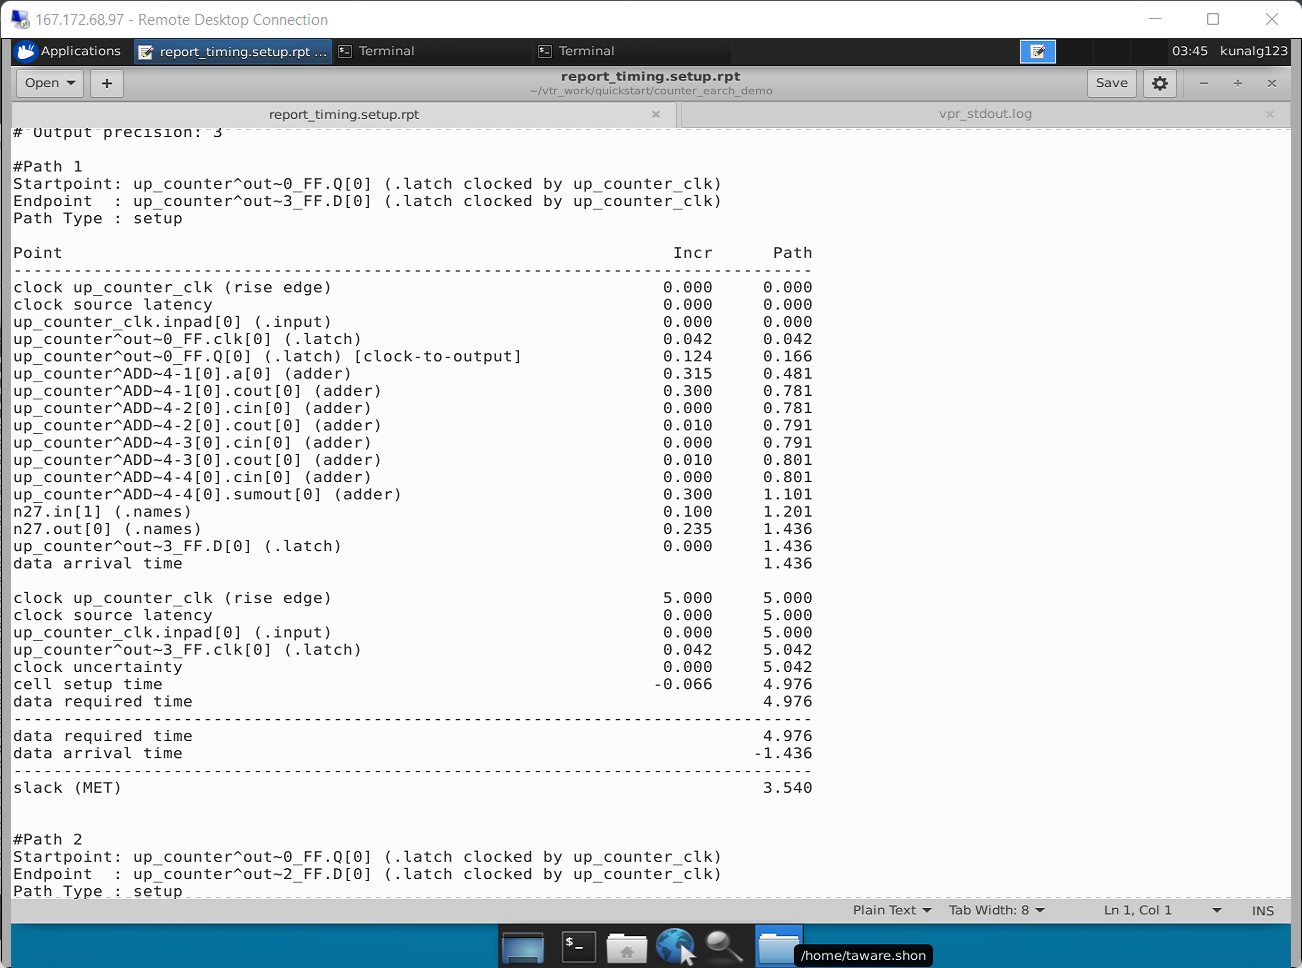 167.172.68.97 - Remote Desktop Connection
Applications report_timing.setup.rpt ... Terminal Terminal 03:45 kunalg123
Open + report_timing.setup.rpt Save
~/vtr_work/quickstart/counter_earch_demo
report_timing.setup.rpt vpr_stdout.log
# Output precision: 3
#Path 1
Startpoint: up_counter^out~0_FF.Q[0] (.latch clocked by up_counter_clk)
Endpoint  : up_counter^out~3_FF.D[0] (.latch clocked by up_counter_clk)
Path Type : setup
Point Incr Path
--------------------------------------------------------------------------------
clock up_counter_clk (rise edge) 0.000 0.000
clock source latency 0.000 0.000
up_counter_clk.inpad[0] (.input) 0.000 0.000
up_counter^out~0_FF.clk[0] (.latch) 0.042 0.042
up_counter^out~0_FF.Q[0] (.latch) [clock-to-output] 0.124 0.166
up_counter^ADD~4-1[0].a[0] (adder) 0.315 0.481
up_counter^ADD~4-1[0].cout[0] (adder) 0.300 0.781
up_counter^ADD~4-2[0].cin[0] (adder) 0.000 0.781
up_counter^ADD~4-2[0].cout[0] (adder) 0.010 0.791
up_counter^ADD~4-3[0].cin[0] (adder) 0.000 0.791
up_counter^ADD~4-3[0].cout[0] (adder) 0.010 0.801
up_counter^ADD~4-4[0].cin[0] (adder) 0.000 0.801
up_counter^ADD~4-4[0].sumout[0] (adder) 0.300 1.101
n27.in[1] (.names) 0.100 1.201
n27.out[0] (.names) 0.235 1.436
up_counter^out~3_FF.D[0] (.latch) 0.000 1.436
data arrival time 1.436
clock up_counter_clk (rise edge) 5.000 5.000
clock source latency 0.000 5.000
up_counter_clk.inpad[0] (.input) 0.000 5.000
up_counter^out~3_FF.clk[0] (.latch) 0.042 5.042
clock uncertainty 0.000 5.042
cell setup time -0.066 4.976
data required time 4.976
--------------------------------------------------------------------------------
data required time 4.976
data arrival time -1.436
--------------------------------------------------------------------------------
slack (MET) 3.540
#Path 2
Startpoint: up_counter^out~0_FF.Q[0] (.latch clocked by up_counter_clk)
Endpoint  : up_counter^out~2_FF.D[0] (.latch clocked by up_counter_clk)
Path Type : setup
Plain Text Tab Width: 8 Ln 1, Col 1 INS
/home/taware.shon